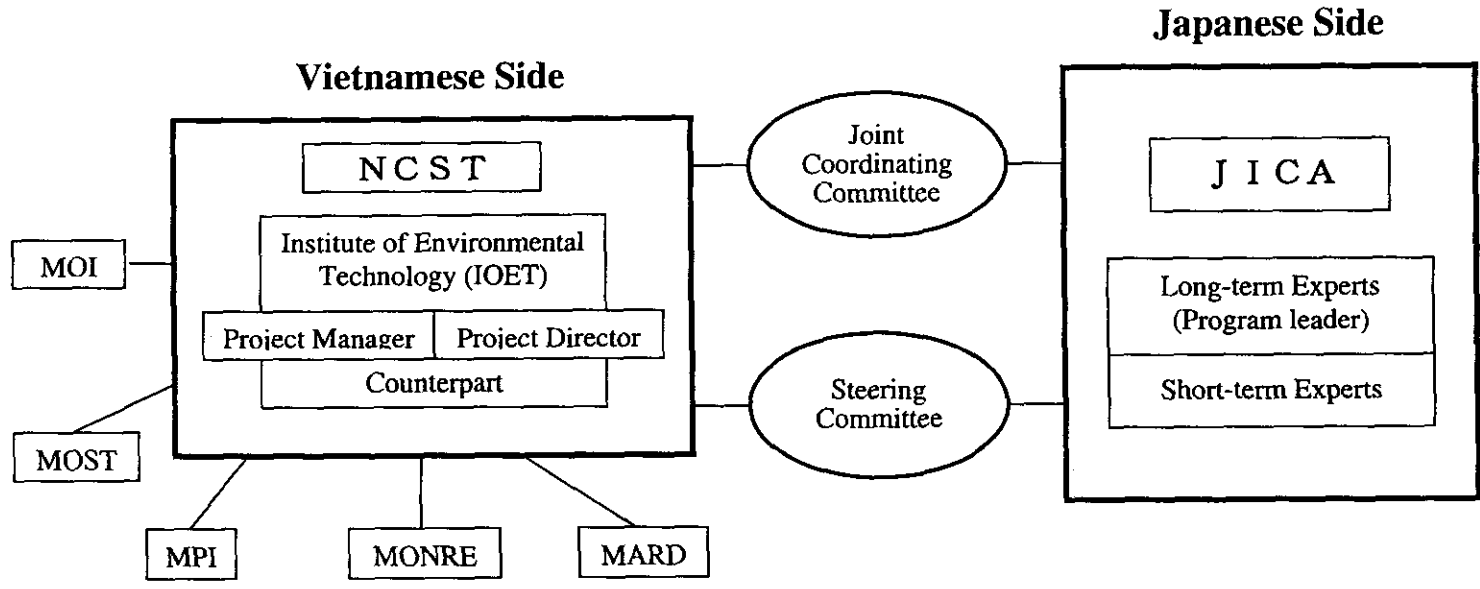 Japanese Side
Vietnamese Side
NCST
Institute of Environmental
Technology (IOET)
Project Manager
Project Director
Counterpart
MOI
MOST
MPI
MONRE
MARD
Joint
Coordinating
Committee
Steering
Committee
JICA
Long-term Experts
(Program leader)
Short-term Experts